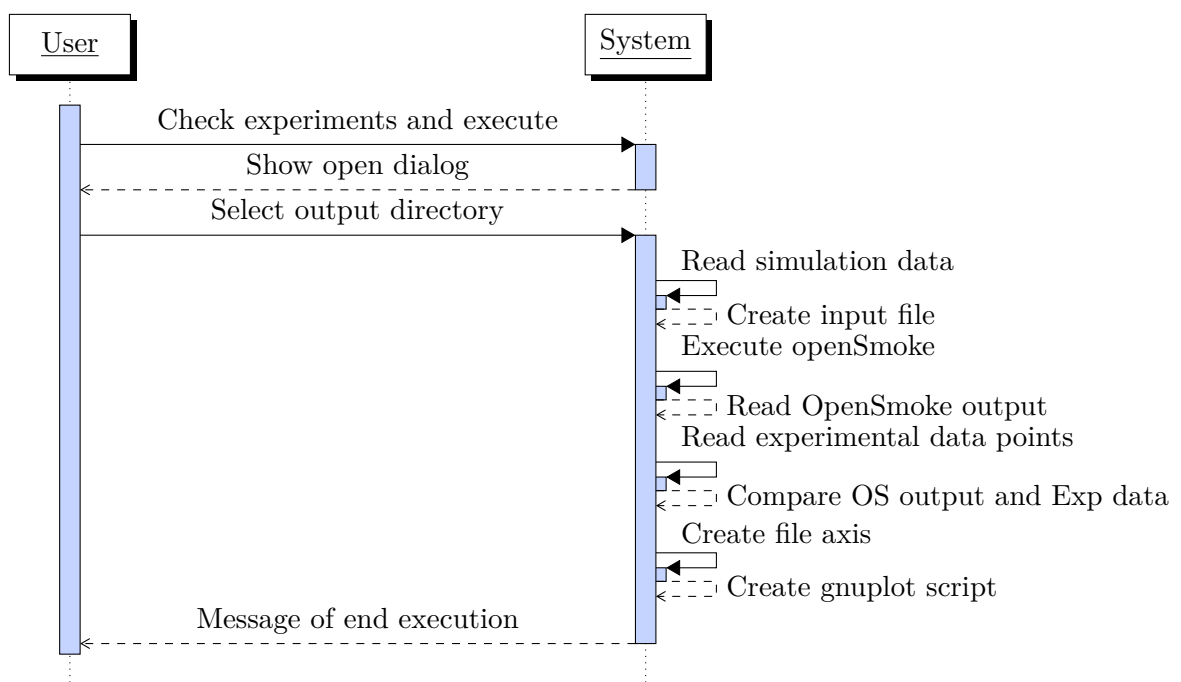 User
System
Check experiments and execute
Show open dialog
Select output directory
Read simulation data
Create input file
Execute openSmoke
Read OpenSmoke output
Read experimental data points
Compare OS output and Exp data
Create file axis
Create gnuplot script
Message of end execution